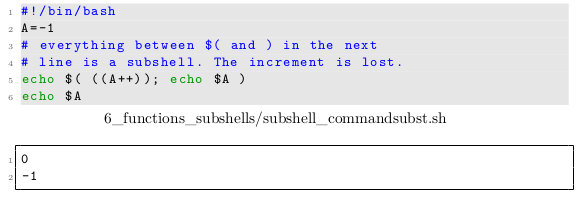 1 #!/bin/bash
2 A=-1
3 # everything between $( and ) in the next
4 # line is a subshell. The increment is lost.
5 echo $( ((A++)); echo $A )
6 echo $A
6_functions_subshells/subshell_commandsubst.sh
1 0
2 -1